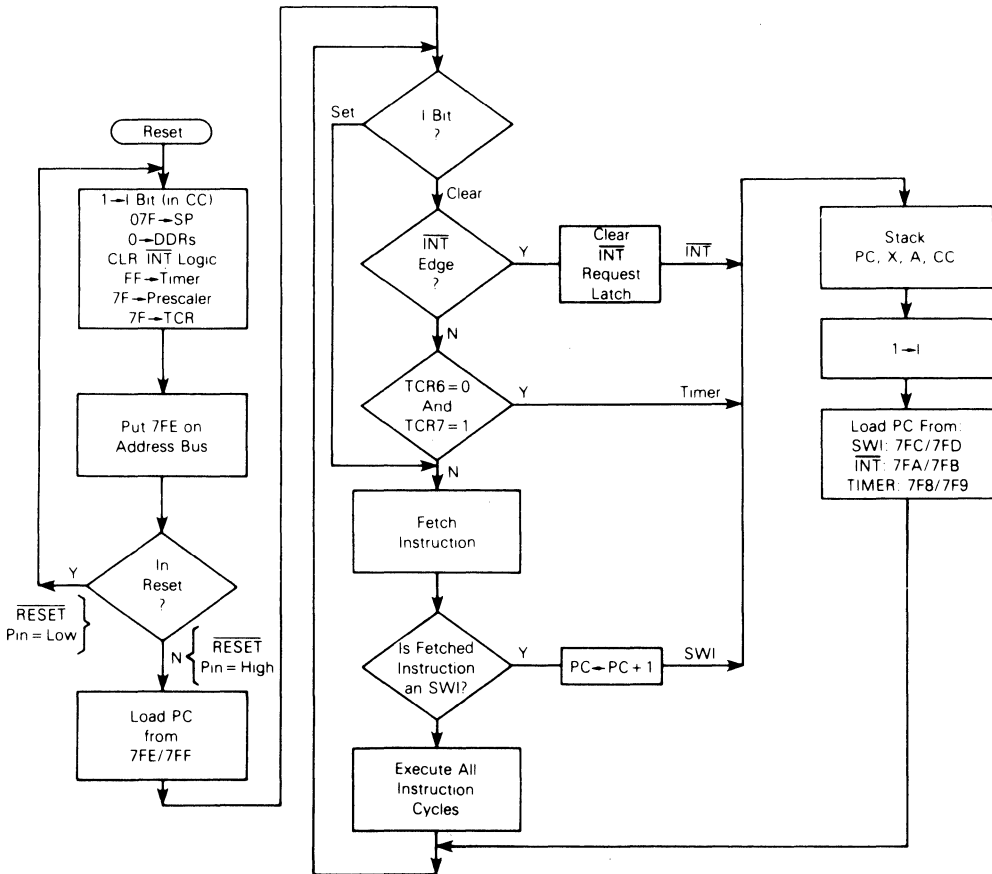 Reset
1→I Bit (in CC)
07F→SP
0→DDRs
CLR INT Logic
FF→Timer
7F→Prescaler
7F→TCR
Put 7FE on
Address Bus
In
Reset
?
Y
RESET
Pin = Low
N
RESET
Pin = High
Load PC
from
7FE/7FF
I Bit
?
Set
Clear
INT
Edge
?
Y
N
Clear
INT
Request
Latch
INT
TCR6 = 0
And
TCR7 = 1
Y
Timer
N
Fetch
Instruction
Is Fetched
Instruction
an SWI?
Y
PC←PC + 1
SWI
Execute All
Instruction
Cycles
Stack
PC, X, A, CC
1→I
Load PC From:
SWI: 7FC/7FD
INT: 7FA/7FB
TIMER: 7F8/7F9